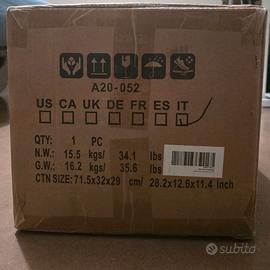 A20-052
US CA UK DE FR ES IT
QTY: 1 PC
N.W.: 15.5 kgs/ 34.1 lbs
G.W.: 16.2 kgs/ 35.6 lbs
CTN SIZE: 71.5x32x29 cm/ 28.2x12.6x11.4 inch
subito